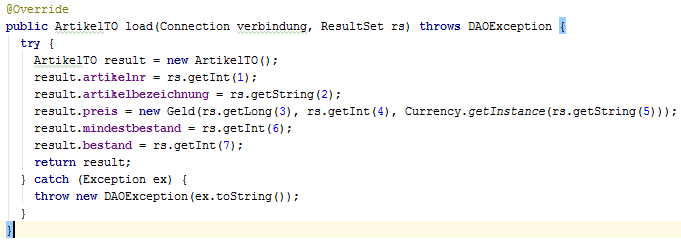 @Override
public ArtikelTO load(Connection verbindung, ResultSet rs) throws DAOException {
  try {
    ArtikelTO result = new ArtikelTO();
    result.artikelnr = rs.getInt(1);
    result.artikelbezeichnung = rs.getString(2);
    result.preis = new Geld(rs.getLong(3), rs.getInt(4), Currency.getInstance(rs.getString(5)));
    result.mindestbestand = rs.getInt(6);
    result.bestand = rs.getInt(7);
    return result;
  } catch (Exception ex) {
    throw new DAOException(ex.toString());
  }
}